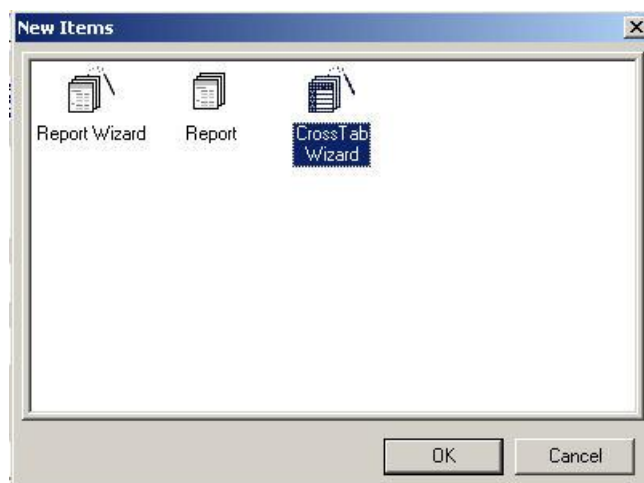 New Items
Report Wizard
Report
CrossTab
Wizard
OK
Cancel